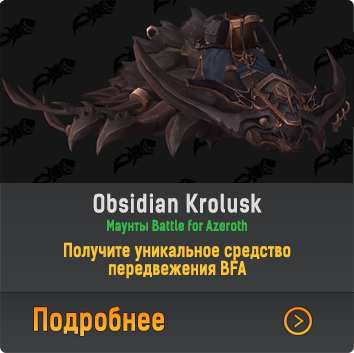 Obsidian Krolusk
Маунты Battle for Azeroth
Получите уникальное средство
передвежения BFA
Подробнее